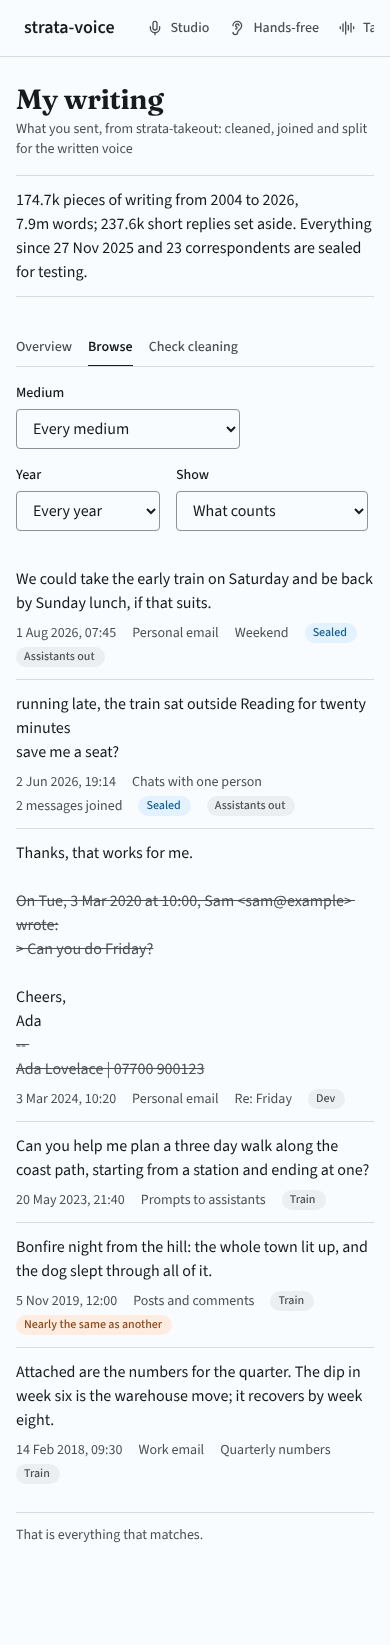 strata-voice Studio Hands-free Ta
My writing
What you sent, from strata-takeout: cleaned, joined and split
for the written voice
174.7k pieces of writing from 2004 to 2026,
7.9m words; 237.6k short replies set aside. Everything
since 27 Nov 2025 and 23 correspondents are sealed
for testing.
Overview Browse Check cleaning
Medium
Every medium
Year Show
Every year What counts
We could take the early train on Saturday and be back
by Sunday lunch, if that suits.
1 Aug 2026, 07:45 Personal email Weekend Sealed
Assistants out
running late, the train sat outside Reading for twenty
minutes
save me a seat?
2 Jun 2026, 19:14 Chats with one person
2 messages joined Sealed Assistants out
Thanks, that works for me.
On Tue, 3 Mar 2020 at 10:00, Sam <sam@example>
wrote:
> Can you do Friday?
Cheers,
Ada
--
Ada Lovelace | 07700 900123
3 Mar 2024, 10:20 Personal email Re: Friday Dev
Can you help me plan a three day walk along the
coast path, starting from a station and ending at one?
20 May 2023, 21:40 Prompts to assistants Train
Bonfire night from the hill: the whole town lit up, and
the dog slept through all of it.
5 Nov 2019, 12:00 Posts and comments Train
Nearly the same as another
Attached are the numbers for the quarter. The dip in
week six is the warehouse move; it recovers by week
eight.
14 Feb 2018, 09:30 Work email Quarterly numbers
Train
That is everything that matches.